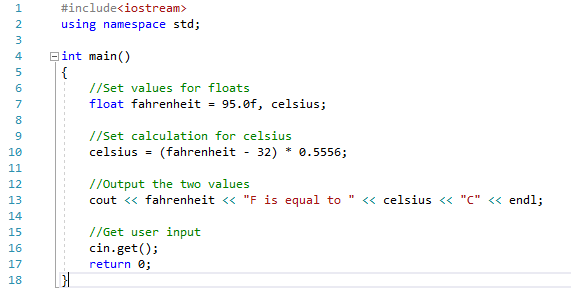 1 #include<iostream>
2 using namespace std;
3
4 int main()
5 {
6 //Set values for floats
7 float fahrenheit = 95.0f, celsius;
8
9 //Set calculation for celsius
10 celsius = (fahrenheit - 32) * 0.5556;
11
12 //Output the two values
13 cout << fahrenheit << "F is equal to " << celsius << "C" << endl;
14
15 //Get user input
16 cin.get();
17 return 0;
18 }